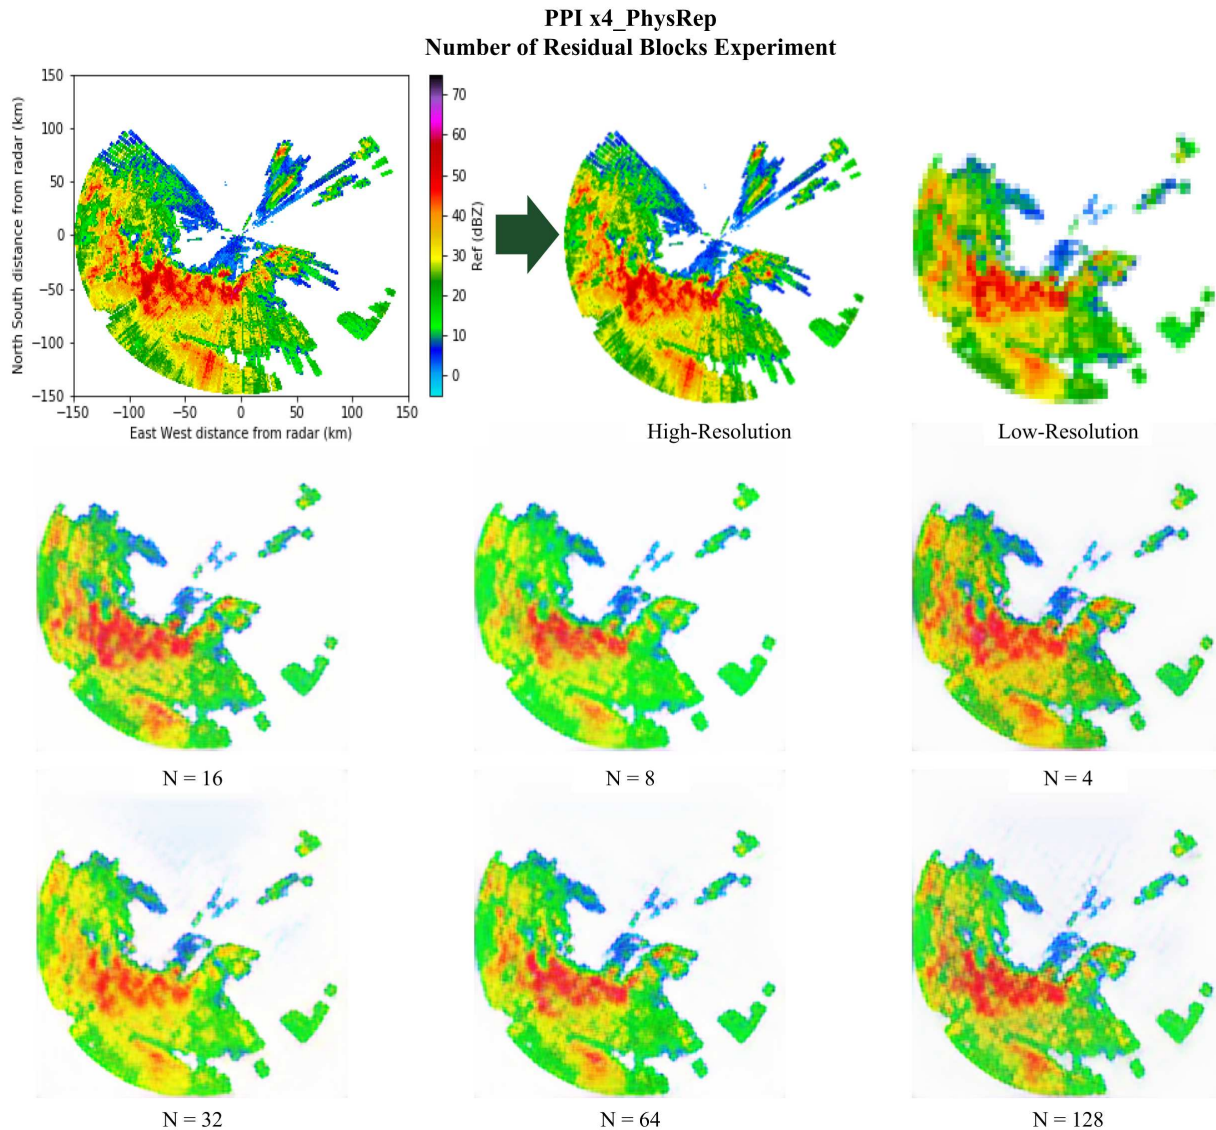 PPI x4_PhysRep
Number of Residual Blocks Experiment
150
100
50
0
−50
−100
−150
North South distance from radar (km)
−150 −100 −50 0 50 100 150
East West distance from radar (km)
70
60
50
40
30
20
10
0
Ref (dBZ)
High-Resolution
Low-Resolution
N = 16
N = 8
N = 4
N = 32
N = 64
N = 128